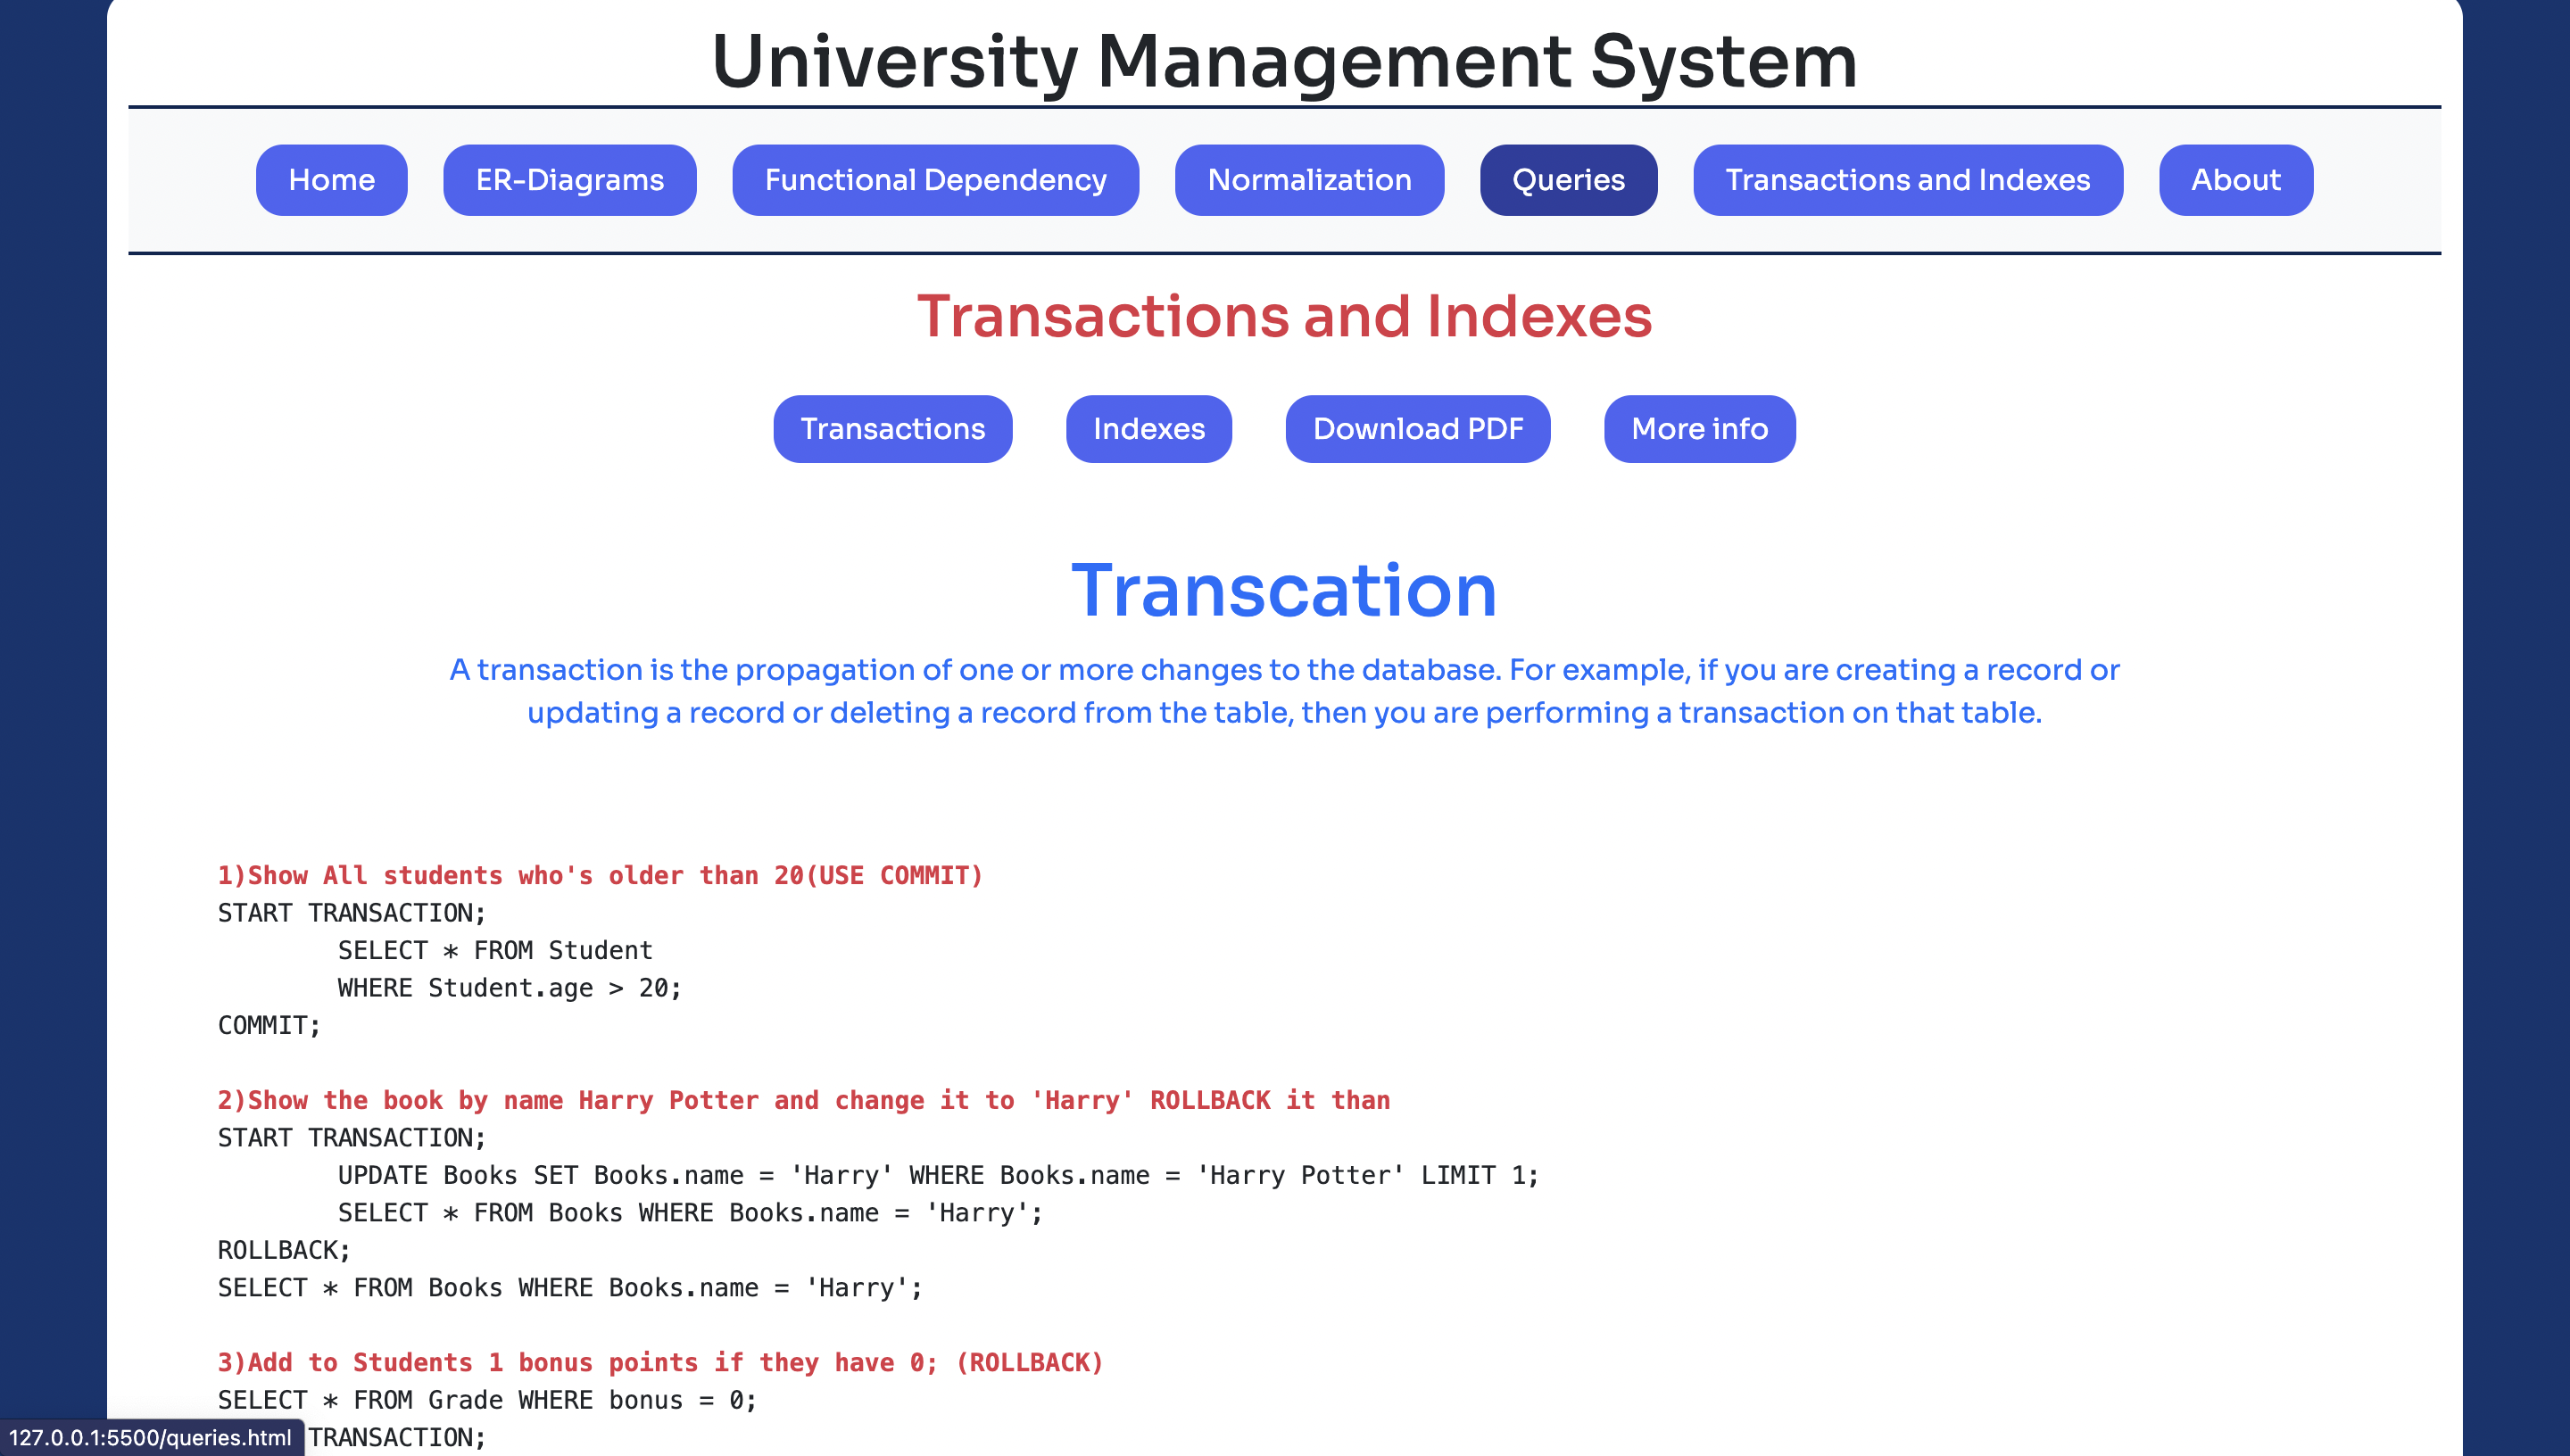 University Management System
Home ER-Diagrams Functional Dependency Normalization Queries Transactions and Indexes About
Transactions and Indexes
Transactions Indexes Download PDF More info
Transcation
A transaction is the propagation of one or more changes to the database. For example, if you are creating a record or
updating a record or deleting a record from the table, then you are performing a transaction on that table.
1)Show All students who's older than 20(USE COMMIT)
START TRANSACTION;
SELECT * FROM Student
WHERE Student.age > 20;
COMMIT;
2)Show the book by name Harry Potter and change it to 'Harry' ROLLBACK it than
START TRANSACTION;
UPDATE Books SET Books.name = 'Harry' WHERE Books.name = 'Harry Potter' LIMIT 1;
SELECT * FROM Books WHERE Books.name = 'Harry';
ROLLBACK;
SELECT * FROM Books WHERE Books.name = 'Harry';
3)Add to Students 1 bonus points if they have 0; (ROLLBACK)
SELECT * FROM Grade WHERE bonus = 0;
TRANSACTION;
127.0.0.1:5500/queries.html